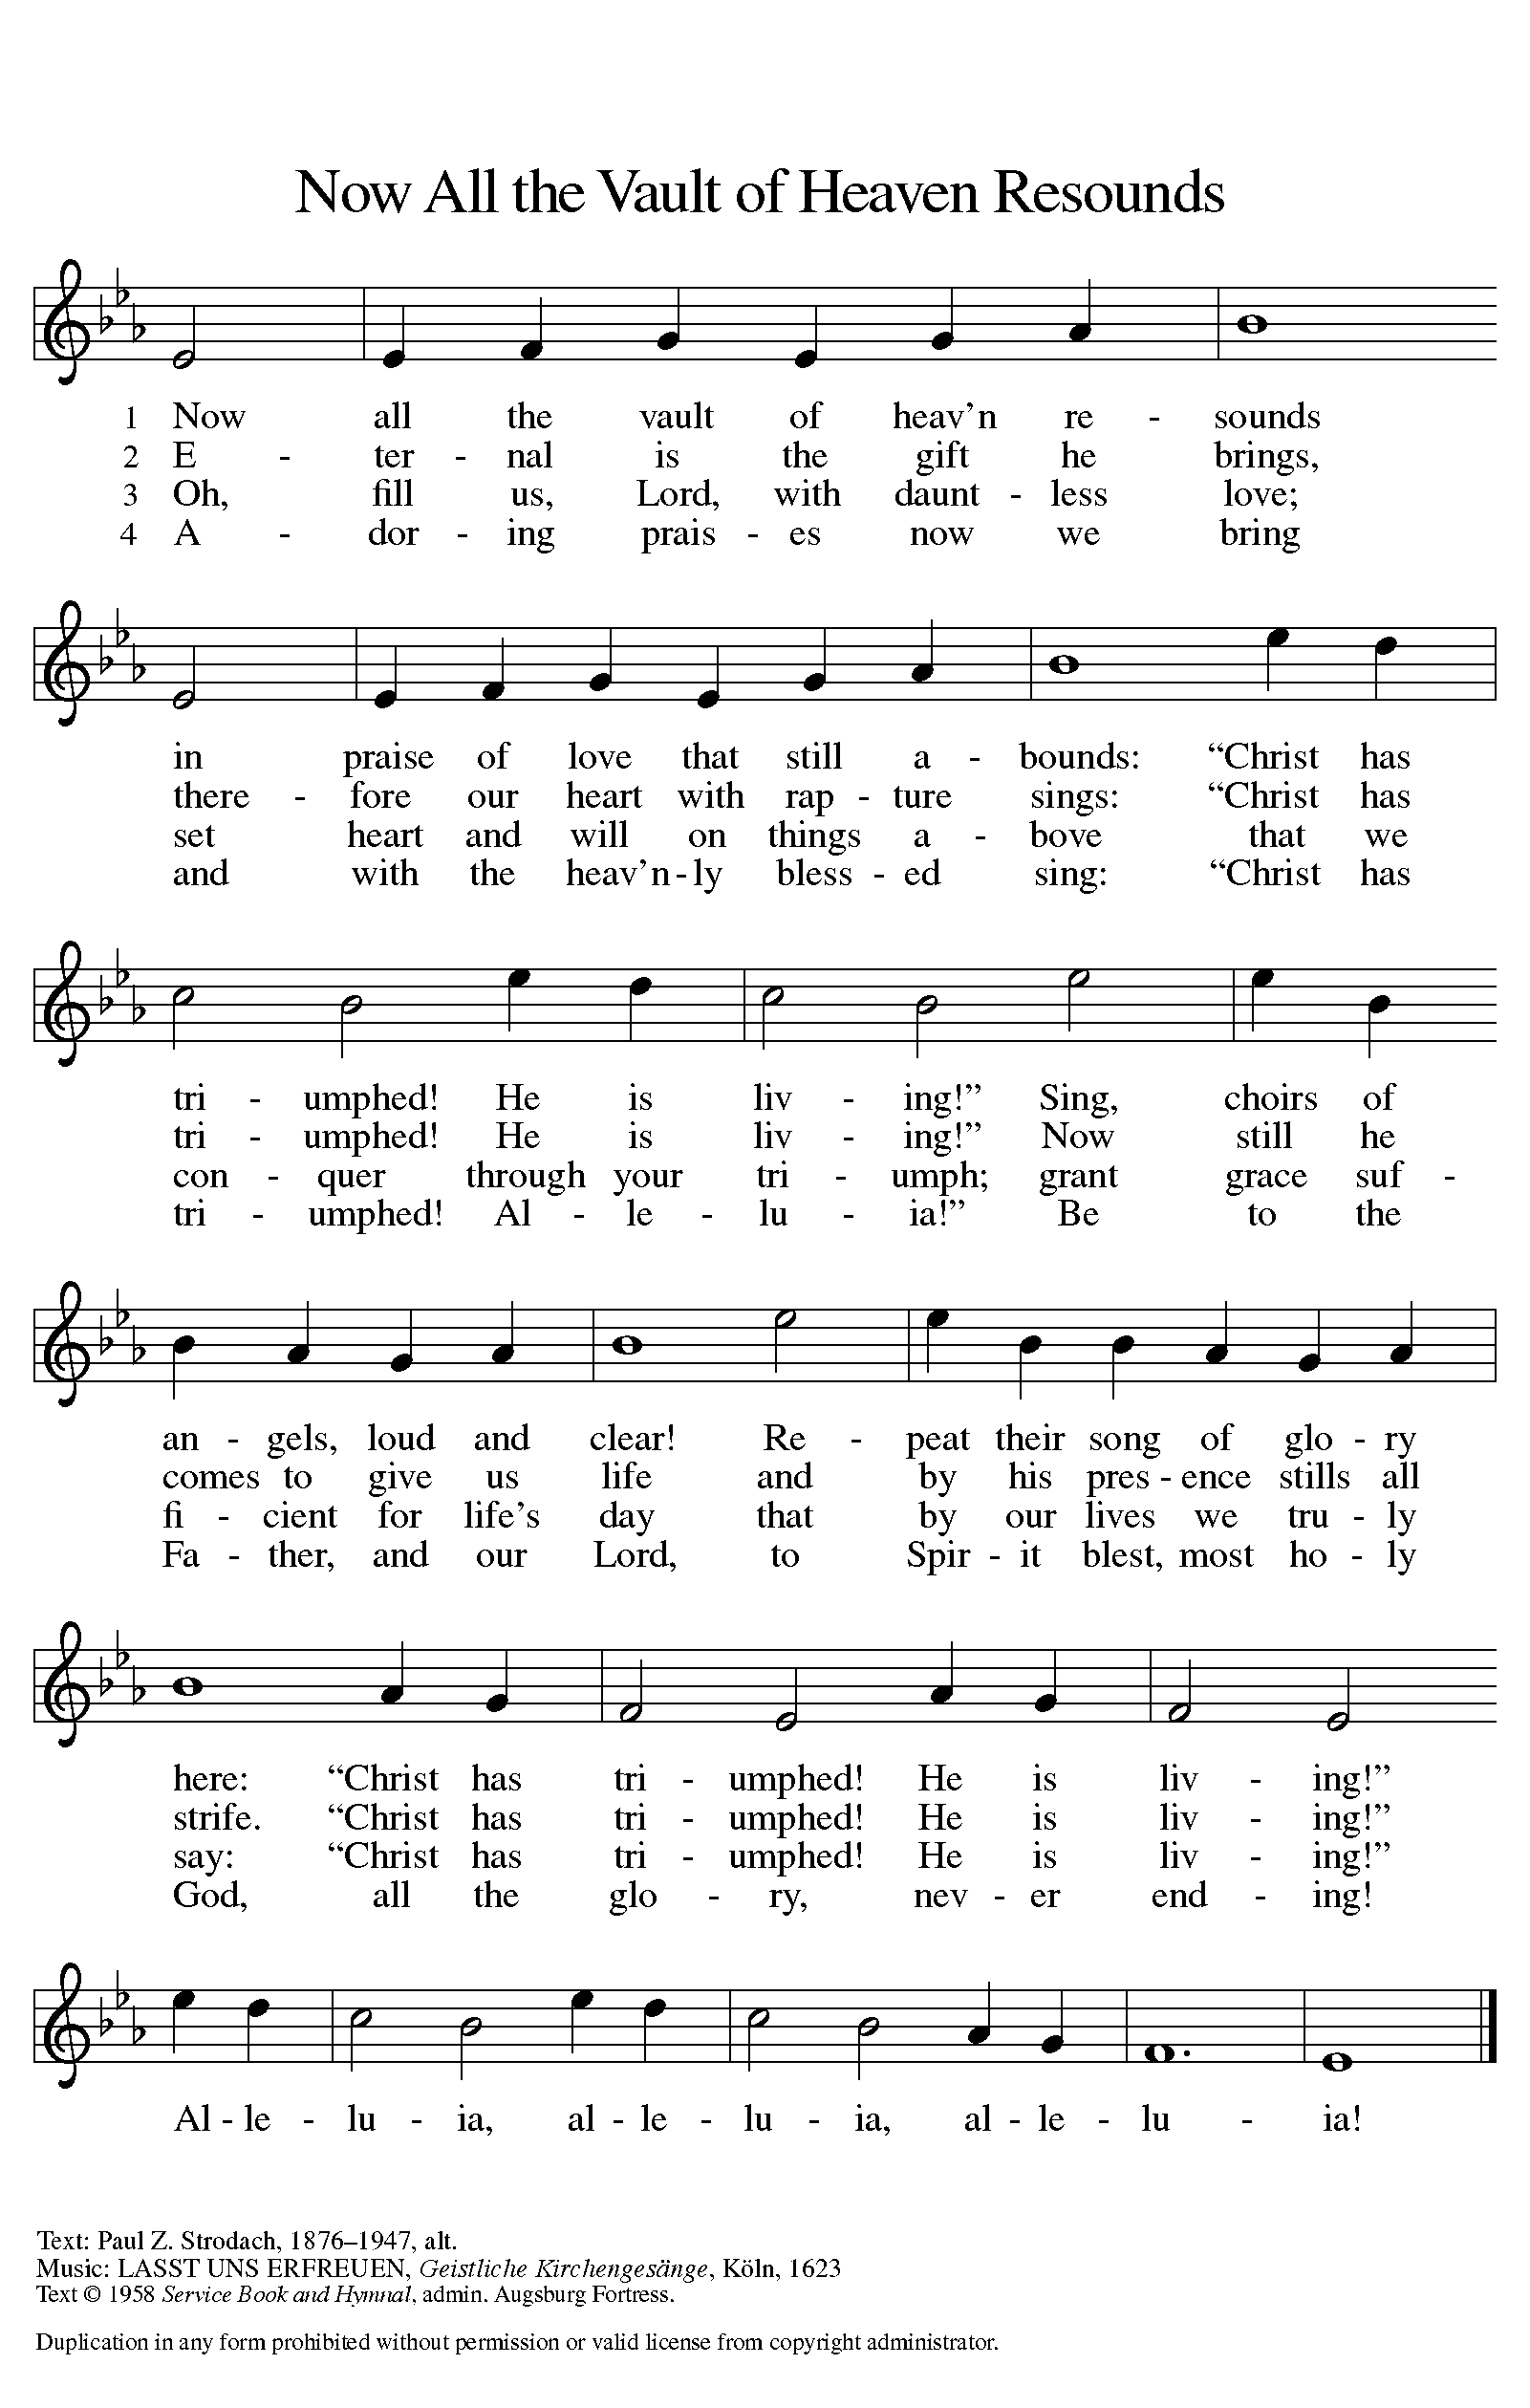 Now All the Vault of Heaven Resounds
1 Now all the vault of heav’n re - sounds
2 E - ter - nal is the gift he brings,
3 Oh, fill us, Lord, with daunt - less love;
4 A - dor - ing prais - es now we bring
in praise of love that still a - bounds: “Christ has
there - fore our heart with rap - ture sings: “Christ has
set heart and will on things a - bove that we
and with the heav’n - ly bless - ed sing: “Christ has
tri - umphed! He is liv - ing!” Sing, choirs of
tri - umphed! He is liv - ing!” Now still he
con - quer through your tri - umph; grant grace suf -
tri - umphed! Al - le - lu - ia!” Be to the
an - gels, loud and clear! Re - peat their song of glo - ry
comes to give us life and by his pres - ence stills all
fi - cient for life’s day that by our lives we tru - ly
Fa - ther, and our Lord, to Spir - it blest, most ho - ly
here: “Christ has tri - umphed! He is liv - ing!”
strife. “Christ has tri - umphed! He is liv - ing!”
say: “Christ has tri - umphed! He is liv - ing!”
God, all the glo - ry, nev - er end - ing!
Al - le - lu - ia, al - le - lu - ia, al - le - lu - ia!
Text: Paul Z. Strodach, 1876–1947, alt.
Music: LASST UNS ERFREUEN, Geistliche Kirchengesänge, Köln, 1623
Text © 1958 Service Book and Hymnal, admin. Augsburg Fortress.
Duplication in any form prohibited without permission or valid license from copyright administrator.